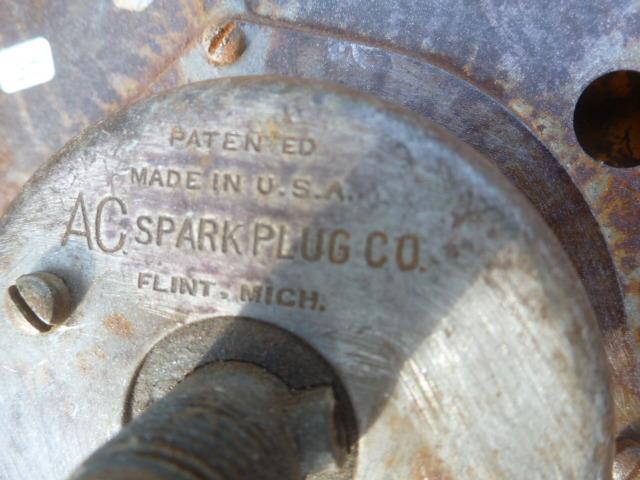 PATENTED
MADE IN U.S.A.
AC SPARK PLUG CO.
FLINT, MICH.